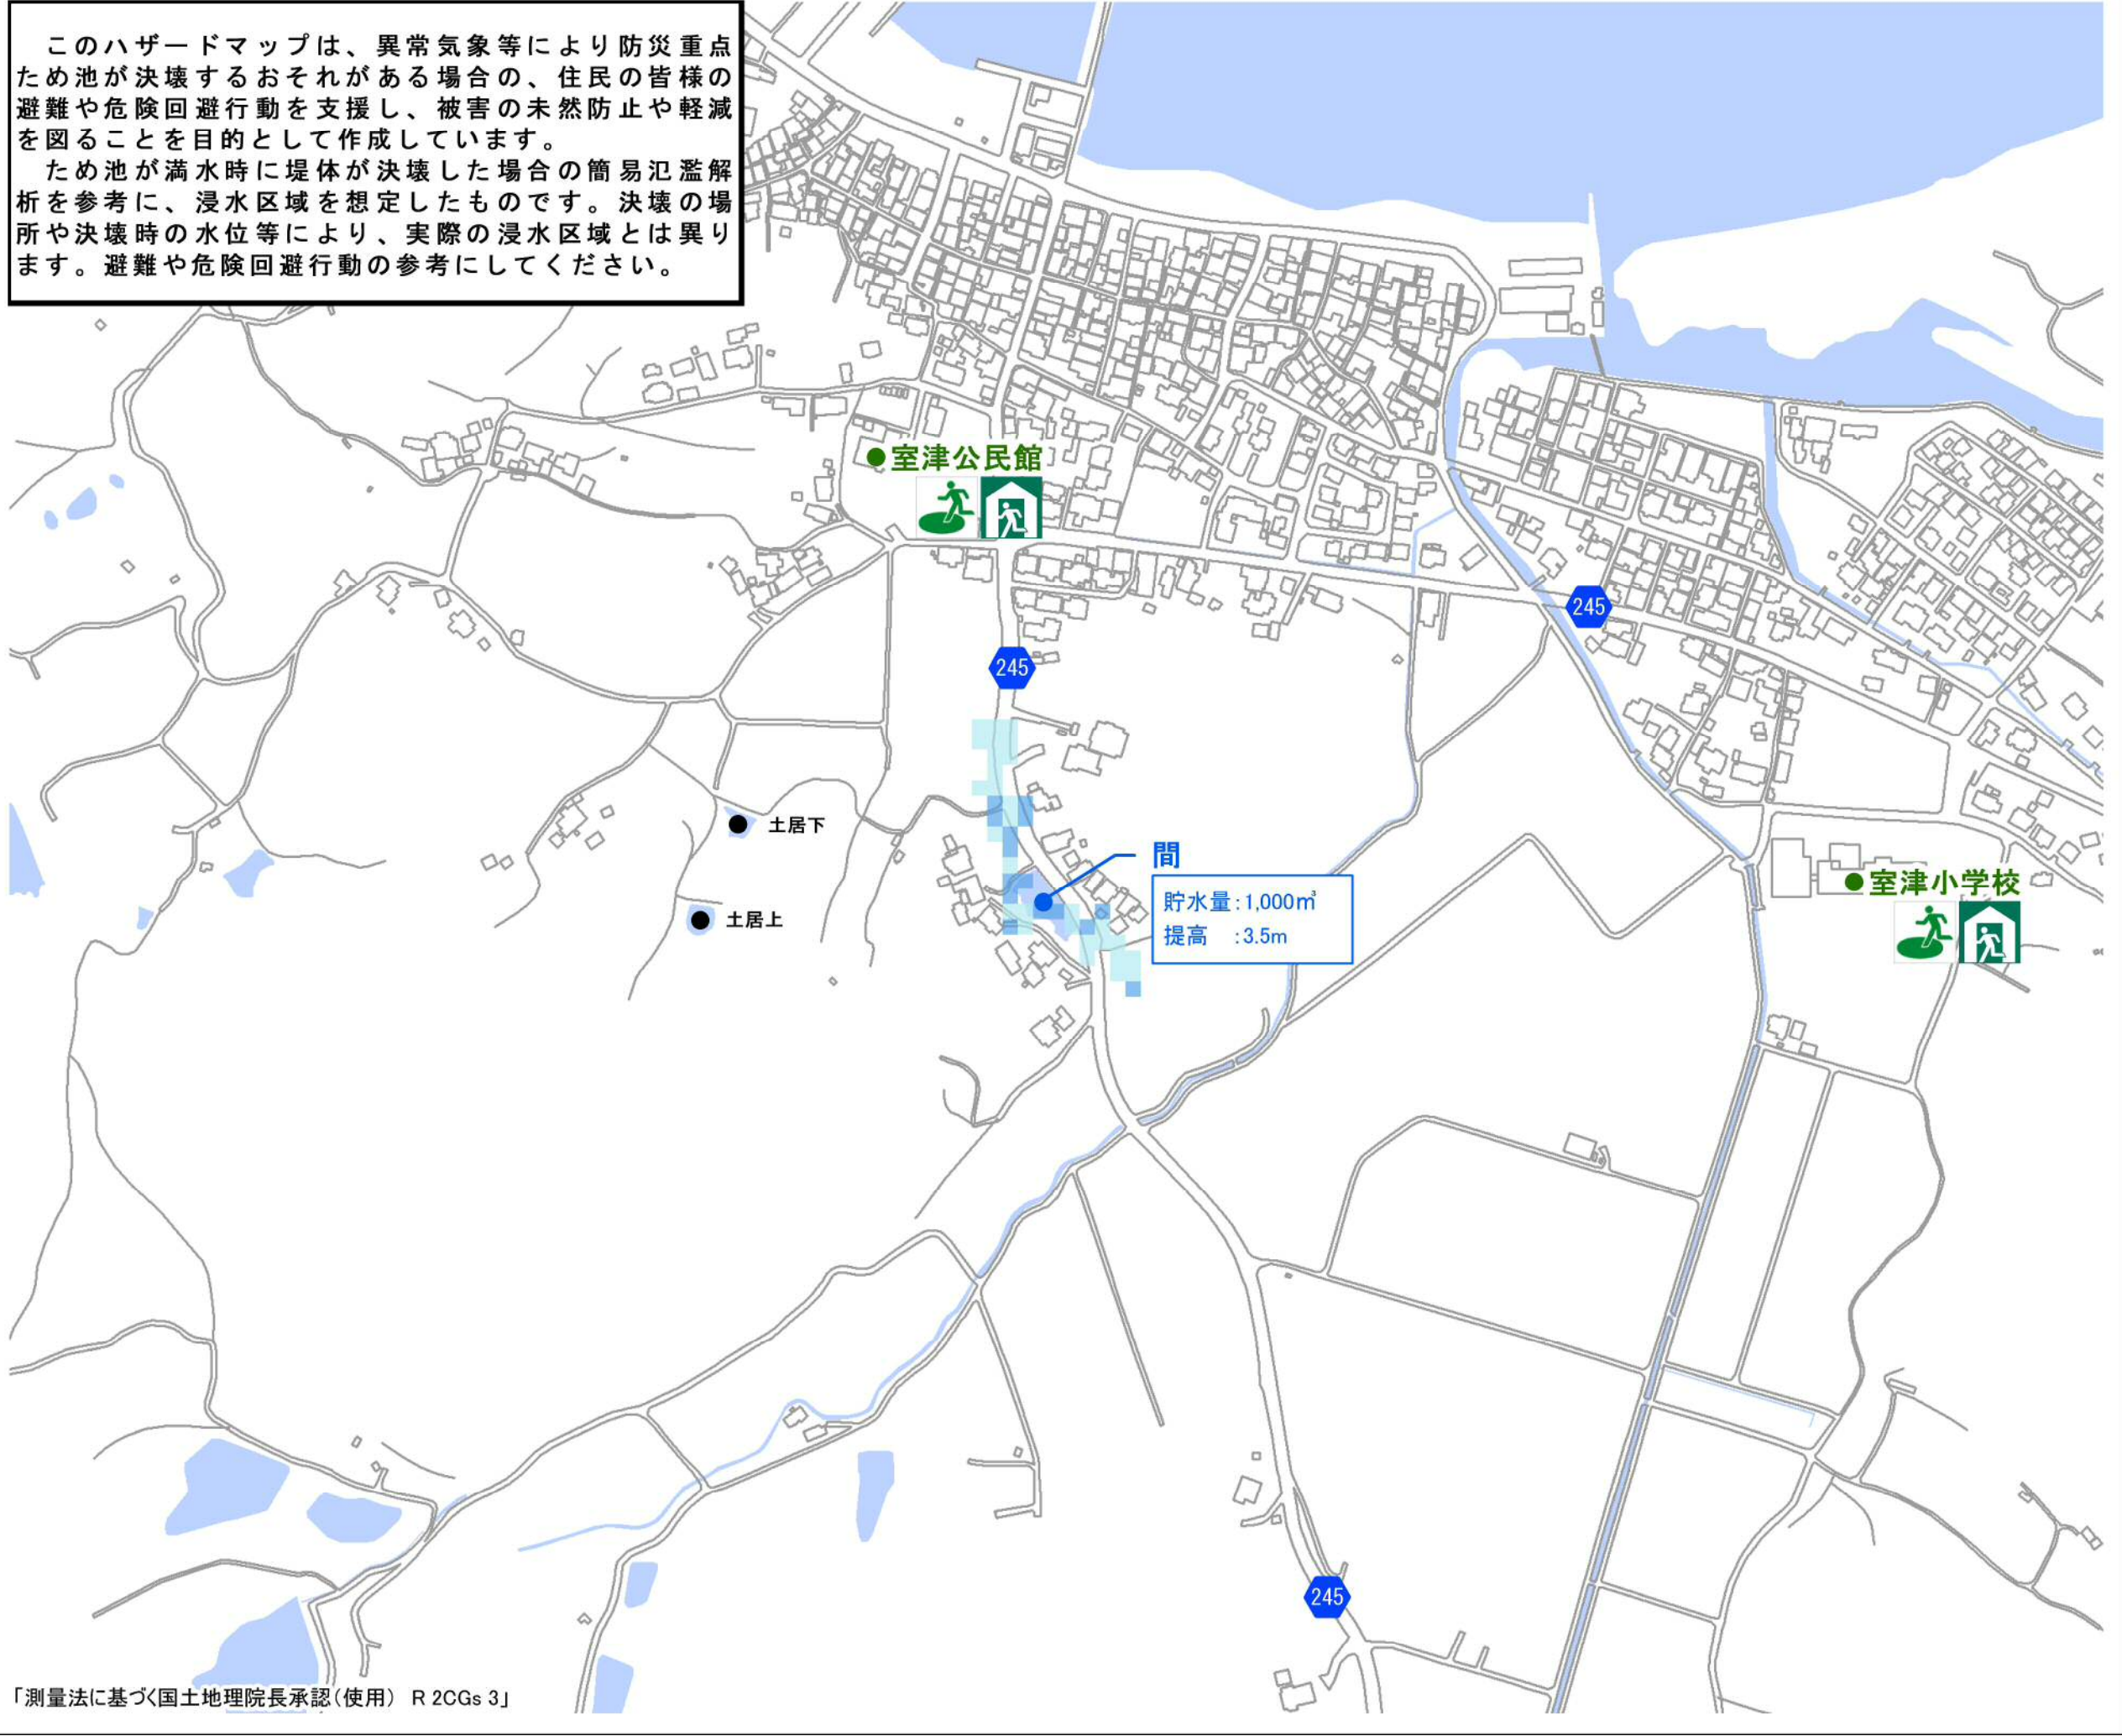 このハザードマップは、異常気象等により防災重点
ため池が決壊するおそれがある場合の、住民の皆様の
避難や危険回避行動を支援し、被害の未然防止や軽減
を図ることを目的として作成しています。
　ため池が満水時に堤体が決壊した場合の簡易氾濫解
析を参考に、浸水区域を想定したものです。決壊の場
所や決壊時の水位等により、実際の浸水区域とは異り
ます。避難や危険回避行動の参考にしてください。
室津公民館
245
245
土居下
間
貯水量：1,000㎥
提高　：3.5m
室津小学校
土居上
245
「測量法に基づく国土地理院長承認（使用） R 2CGs 3」